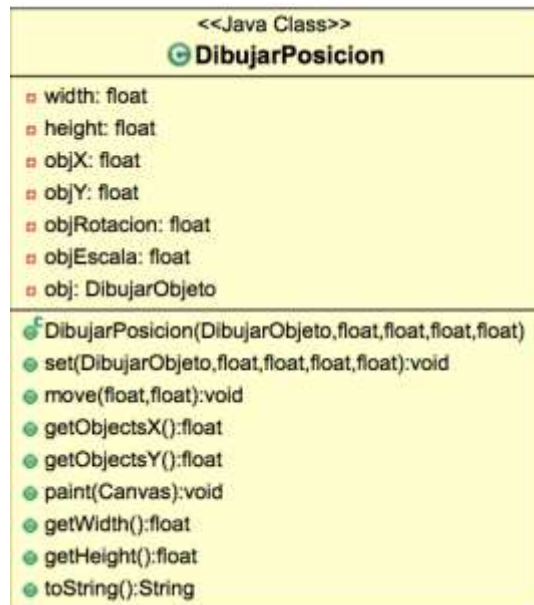 <<Java Class>>
DibujarPosicion
width: float
height: float
objX: float
objY: float
objRotacion: float
objEscala: float
obj: DibujarObjeto
DibujarPosicion(DibujarObjeto,float,float,float,float)
set(DibujarObjeto,float,float,float,float):void
move(float,float):void
getObjectsX():float
getObjectsY():float
paint(Canvas):void
getWidth():float
getHeight():float
toString():String